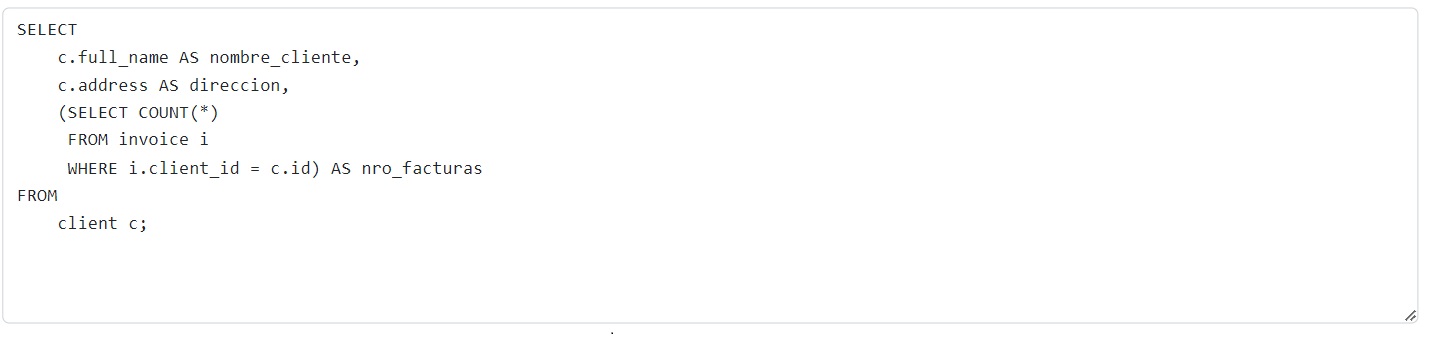 SELECT
    c.full_name AS nombre_cliente,
    c.address AS direccion,
    (SELECT COUNT(*)
     FROM invoice i
     WHERE i.client_id = c.id) AS nro_facturas
FROM
    client c;